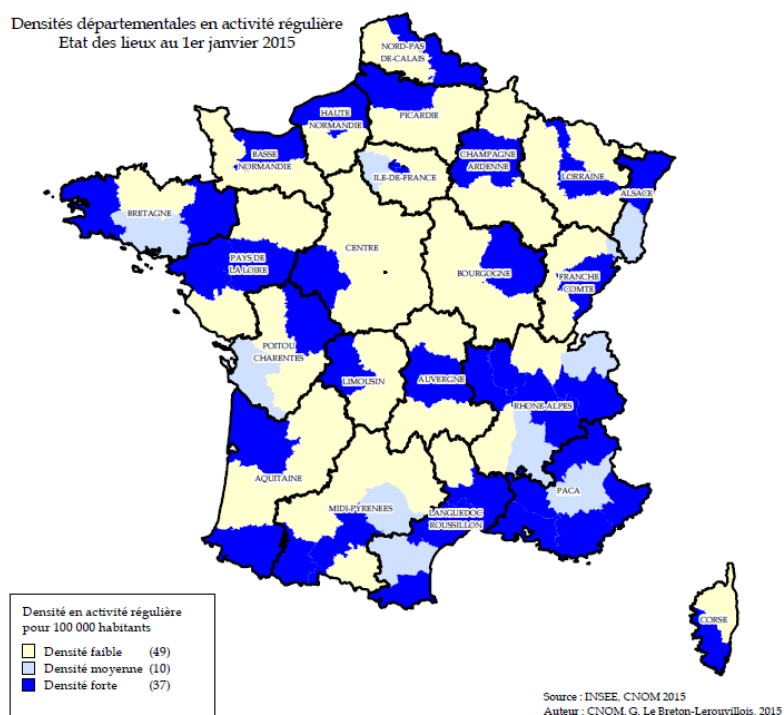 Densités départementales en activité régulière
Etat des lieux au 1er janvier 2015
NORD-PAS
DE-CALAIS
HAUTE
NORMANDIE
PICARDIE
BASSE
NORMANDIE
CHAMPAGNE
ARDENNE
ILE-DE-FRANCE
LORRAINE
ALSACE
BRETAGNE
PAYS DE
LA LOIRE
CENTRE
BOURGOGNE
FRANCHE
COMTE
POITOU
CHARENTES
LIMOUSIN
AUVERGNE
RHONE-ALPES
AQUITAINE
MIDI-PYRENEES
LANGUEDOC
ROUSSILLON
PACA
CORSE
Densité en activité régulière
pour 100 000 habitants
Densité faible (49)
Densité moyenne (10)
Densité forte (37)
Source : INSEE, CNOM 2015
Auteur : CNOM, G. Le Breton-Lerouvillois, 2015